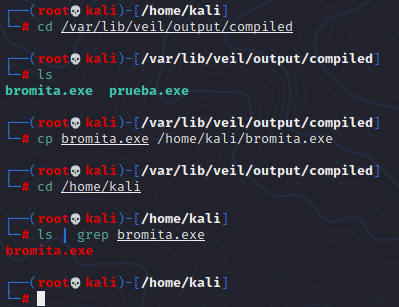 ┌──(root💀kali)-[/home/kali]
└─# cd /var/lib/veil/output/compiled
┌──(root💀kali)-[/var/lib/veil/output/compiled]
└─# ls
bromita.exe  prueba.exe
┌──(root💀kali)-[/var/lib/veil/output/compiled]
└─# cp bromita.exe /home/kali/bromita.exe
┌──(root💀kali)-[/var/lib/veil/output/compiled]
└─# cd /home/kali
┌──(root💀kali)-[/home/kali]
└─# ls | grep bromita.exe
bromita.exe
┌──(root💀kali)-[/home/kali]
└─#